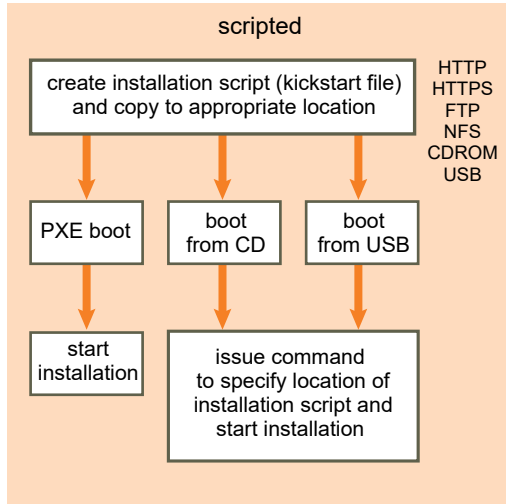 scripted
create installation script (kickstart file)
and copy to appropriate location
HTTP
HTTPS
FTP
NFS
CDROM
USB
PXE boot
boot
from CD
boot
from USB
start
installation
issue command
to specify location of
installation script and
start installation